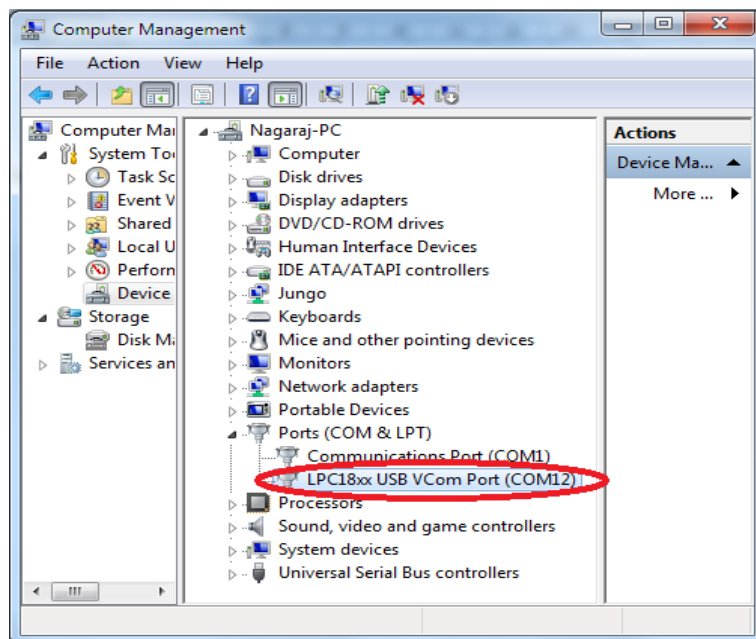 Computer Management
File Action View Help
Computer Mai
System To
Task Sc
Event V
Shared
Local U
Perforn
Device
Storage
Disk Ma
Services an
Nagaraj-PC
Computer
Disk drives
Display adapters
DVD/CD-ROM drives
Human Interface Devices
IDE ATA/ATAPI controllers
Jungo
Keyboards
Mice and other pointing devices
Monitors
Network adapters
Portable Devices
Ports (COM & LPT)
Communications Port (COM1)
LPC18xx USB VCom Port (COM12)
Processors
Sound, video and game controllers
System devices
Universal Serial Bus controllers
Actions
Device Ma...
More ...